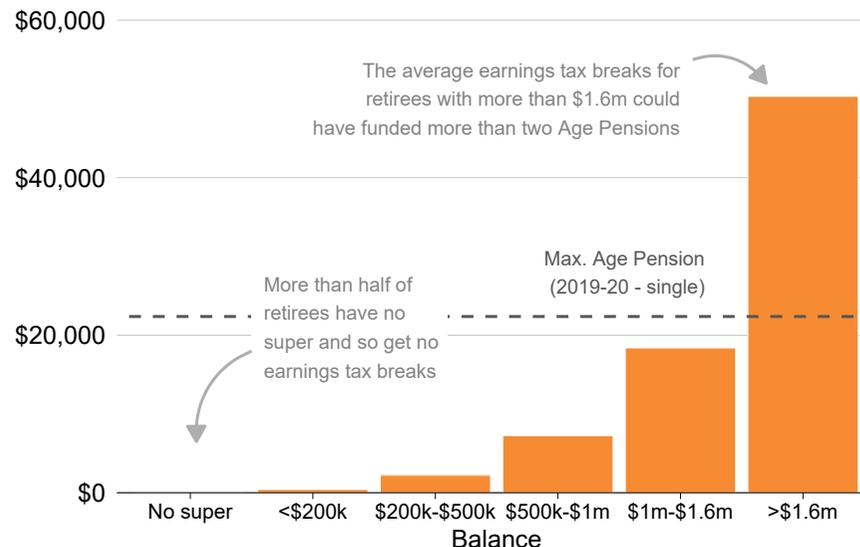 $60,000
The average earnings tax breaks for
retirees with more than $1.6m could
have funded more than two Age Pensions
$40,000
Max. Age Pension
(2019-20 - single)
More than half of
retirees have no
super and so get no
earnings tax breaks
$20,000
$0
No super <$200k $200k-$500k $500k-$1m $1m-$1.6m >$1.6m
Balance